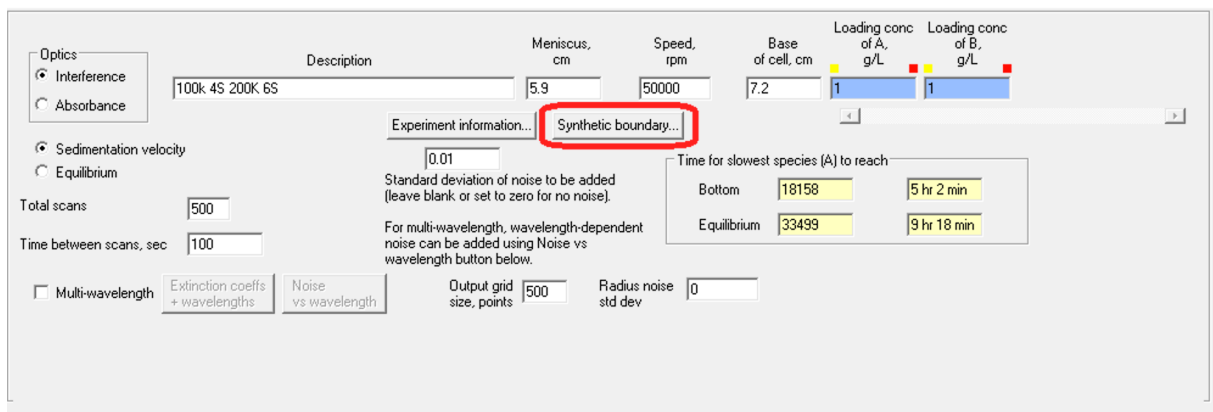 Optics
Interference
Absorbance
Description
100k 4S 200K 6S
Meniscus,
cm
5.9
Speed,
rpm
50000
Base
of cell, cm
7.2
Loading conc
of A,
g/L
1
Loading conc
of B,
g/L
1
Experiment information...
Synthetic boundary...
Sedimentation velocity
Equilibrium
0.01
Standard deviation of noise to be added
(leave blank or set to zero for no noise).
Time for slowest species (A) to reach
Bottom 18158 5 hr 2 min
Equilibrium 33499 9 hr 18 min
Total scans 500
Time between scans, sec 100
For multi-wavelength, wavelength-dependent
noise can be added using Noise vs
wavelength button below.
Multi-wavelength
Extinction coeffs
+ wavelengths
Noise
vs wavelength
Output grid
size, points
500
Radius noise
std dev
0